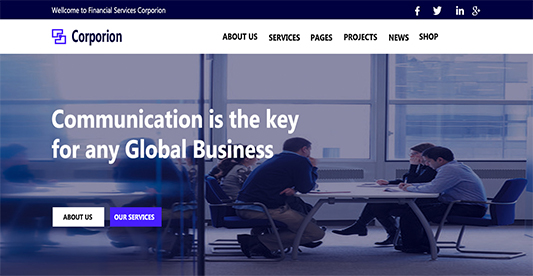 Wellcome to Financial Services Corporion
Corporion
ABOUT US SERVICES PAGES PROJECTS NEWS SHOP
Communication is the key
for any Global Business
ABOUT US OUR SERVICES